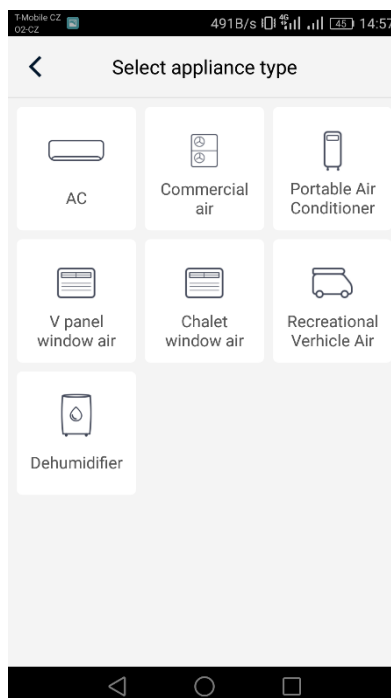 T-Mobile CZ
O2-CZ
491B/s 4G 45 14:57
Select appliance type
AC
Commercial
air
Portable Air
Conditioner
V panel
window air
Chalet
window air
Recreational
Verhicle Air
Dehumidifier